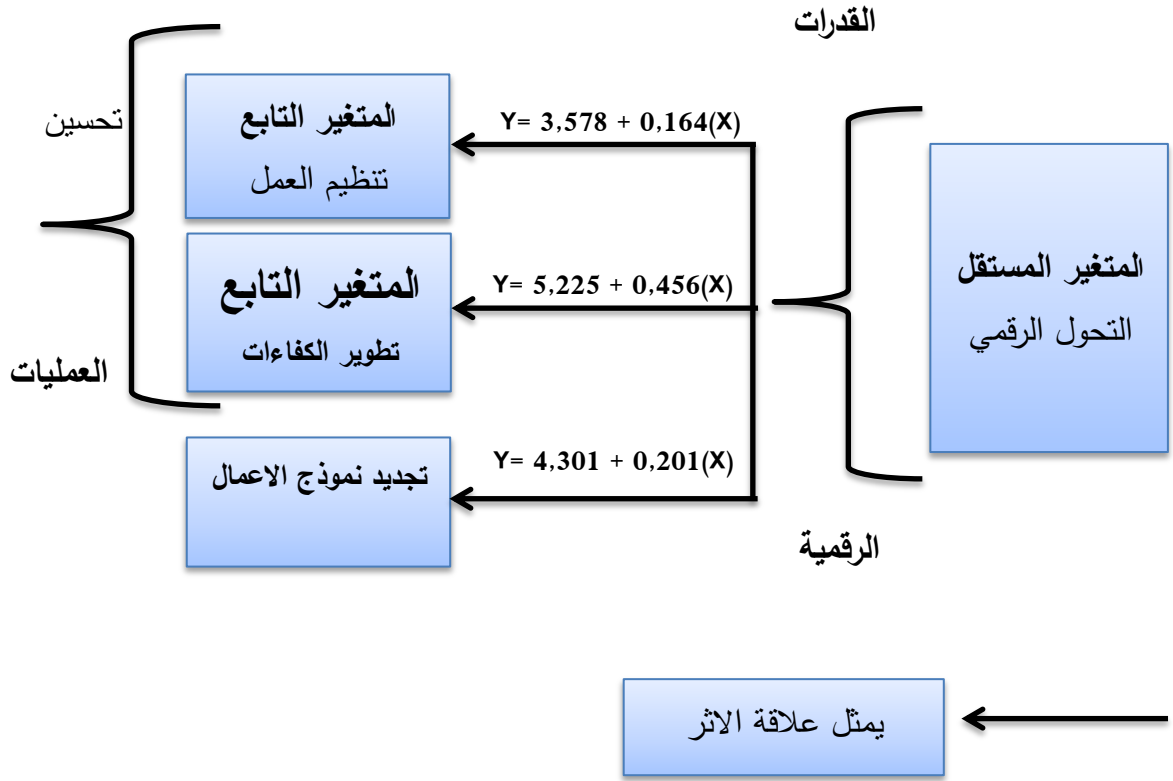 القدرات
المتغير المستقل
التحول الرقمي
الرقمية
Y= 3,578 + 0,164(X)
Y= 5,225 + 0,456(X)
Y= 4,301 + 0,201(X)
المتغير التابع
تنظيم العمل
المتغير التابع
تطوير الكفاءات
تجديد نموذج الاعمال
تحسين
العمليات
يمثل علاقة الاثر